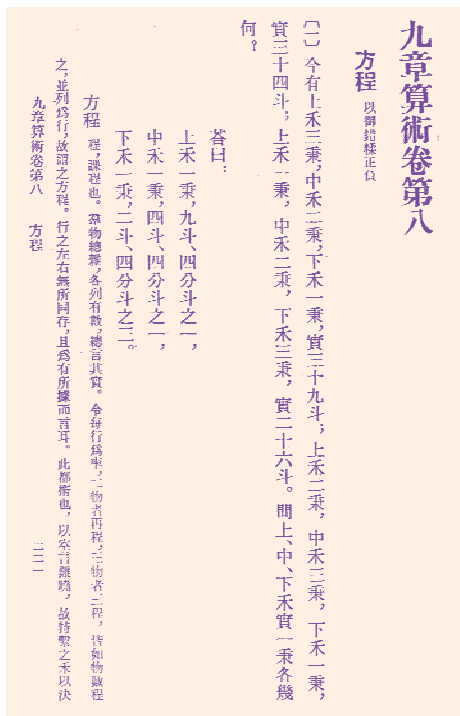 九章算術卷第八
方程 以御錯糅正負
〔一〕今有上禾三秉,中禾二秉,下禾一秉,實三十九斗;上禾二秉,中禾三秉,下禾一秉,
實三十四斗;上禾一秉,中禾二秉,下禾三秉,實二十六斗。問上、中、下禾實一秉各幾
何?
荅曰:
上禾一秉,九斗、四分斗之一,
中禾一秉,四斗、四分斗之一,
下禾一秉,二斗、四分斗之三。
方程 程,課程也。羣物總雜,各列有數,總言其實。令每行爲率,二物者再程,三物者三程,皆如物數程
之,並列爲行,故謂之方程。行之左右無所同存,且爲有所據而言耳。此都術也,以空言難曉,故特繫之禾以決
九章算術卷第八 方程 二二一